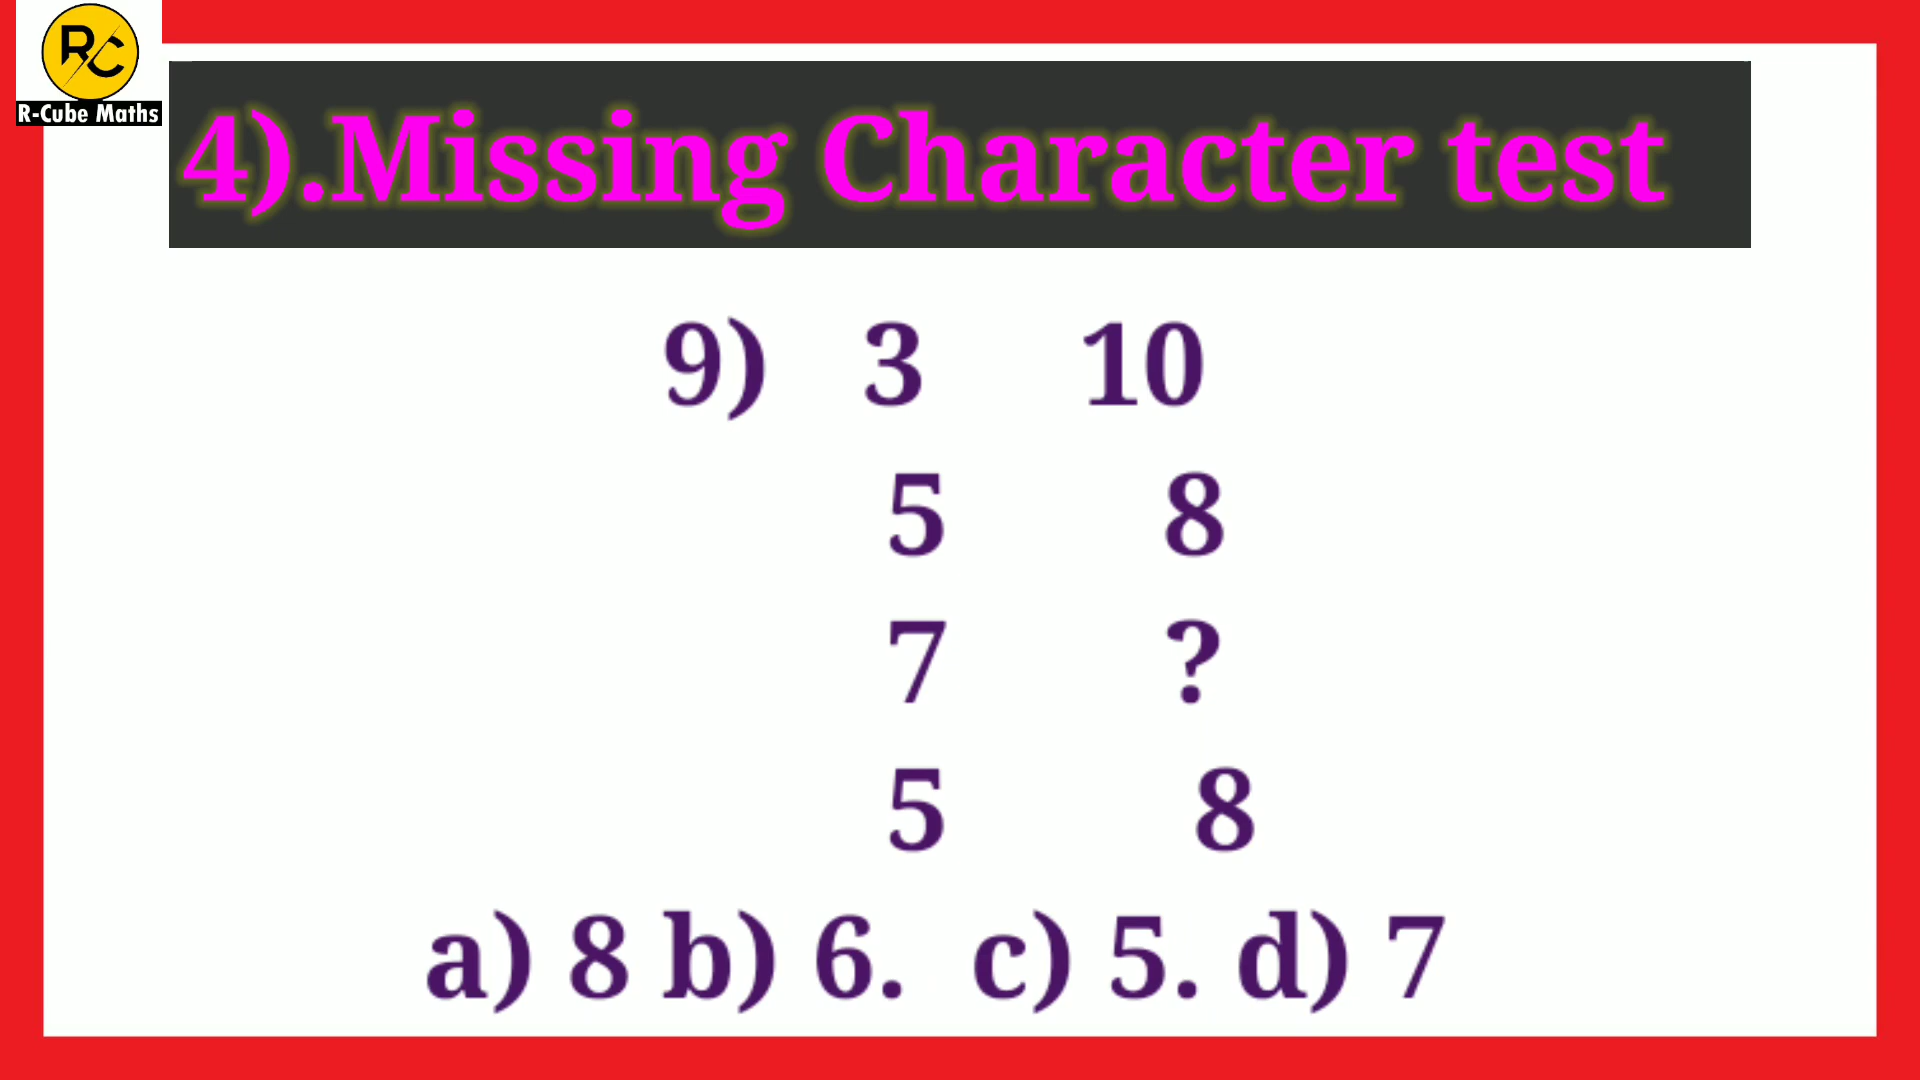 RC
R-Cube Maths
4).Missing Character test
9) 3 10
5 8
7 ?
5 8
a) 8 b) 6. c) 5. d) 7